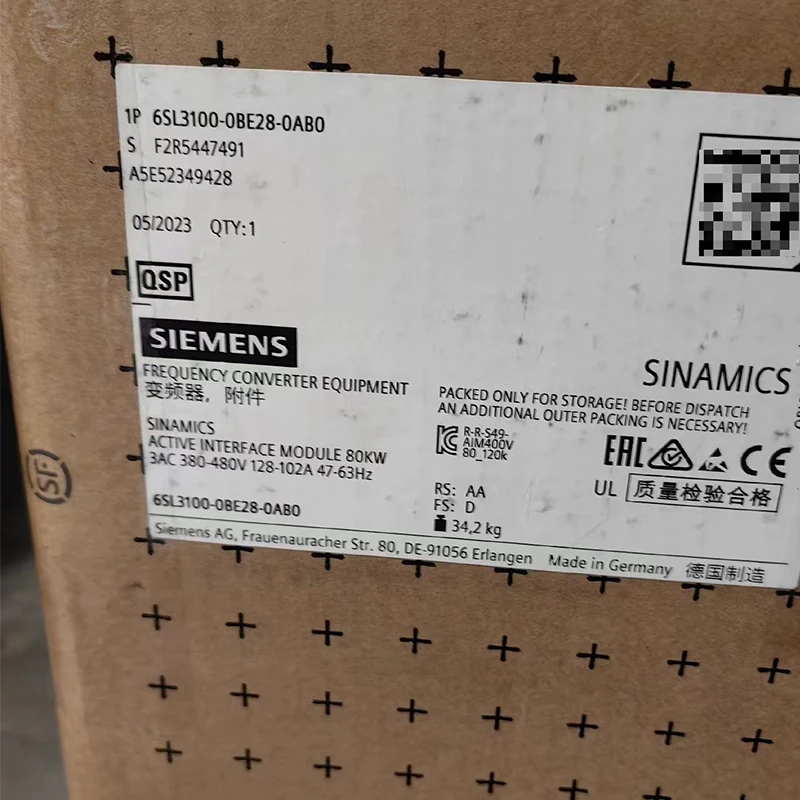 1P 6SL3100-0BE28-0AB0
S F2R5447491
A5E52349428
05/2023 QTY:1
QSP
SIEMENS
FREQUENCY CONVERTER EQUIPMENT
变频器, 附件
SINAMICS
ACTIVE INTERFACE MODULE 80KW
3AC 380-480V 128-102A 47-63Hz
6SL3100-0BE28-0AB0
SINAMICS
PACKED ONLY FOR STORAGE! BEFORE DISPATCH
AN ADDITIONAL OUTER PACKING IS NECESSARY!
R-R-S49-
AIM400V
80_120k
EAC CE
RS: AA
FS: D
UL 质量检验合格
34,2 kg
Siemens AG, Frauenauracher Str. 80, DE-91056 Erlangen Made in Germany 德国制造
SF